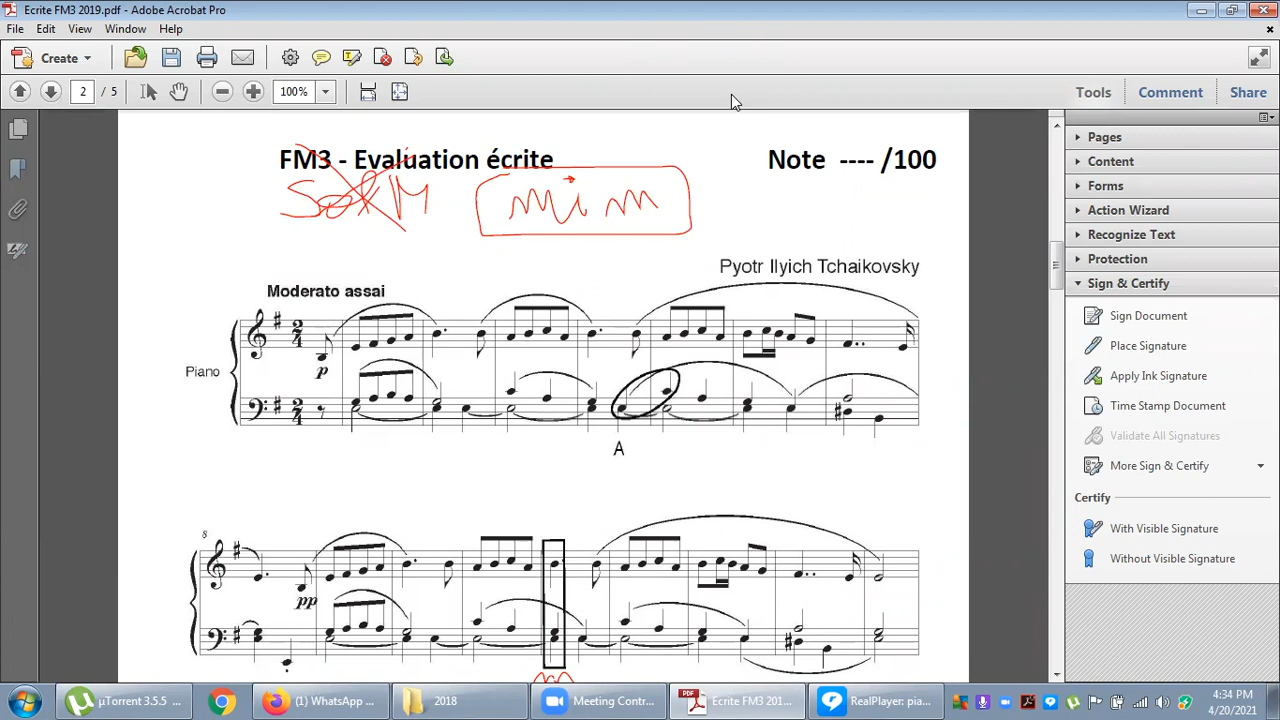 Ecrite FM3 2019.pdf - Adobe Acrobat Pro
File Edit View Window Help
Create
2 / 5 100% Tools Comment Share
FM3 - Evaluation écrite Note ---- /100
Sol M mi m
Pyotr Ilyich Tchaikovsky
Moderato assai
Piano
p
A
8
pp
m
Pages
Content
Forms
Action Wizard
Recognize Text
Protection
Sign & Certify
Sign Document
Place Signature
Apply Ink Signature
Time Stamp Document
Validate All Signatures
More Sign & Certify
Certify
With Visible Signature
Without Visible Signature
µTorrent 3.5.5 ... (1) WhatsApp ... 2018 Meeting Contr... Ecrite FM3 201... RealPlayer: pia...
4:34 PM
4/20/2021